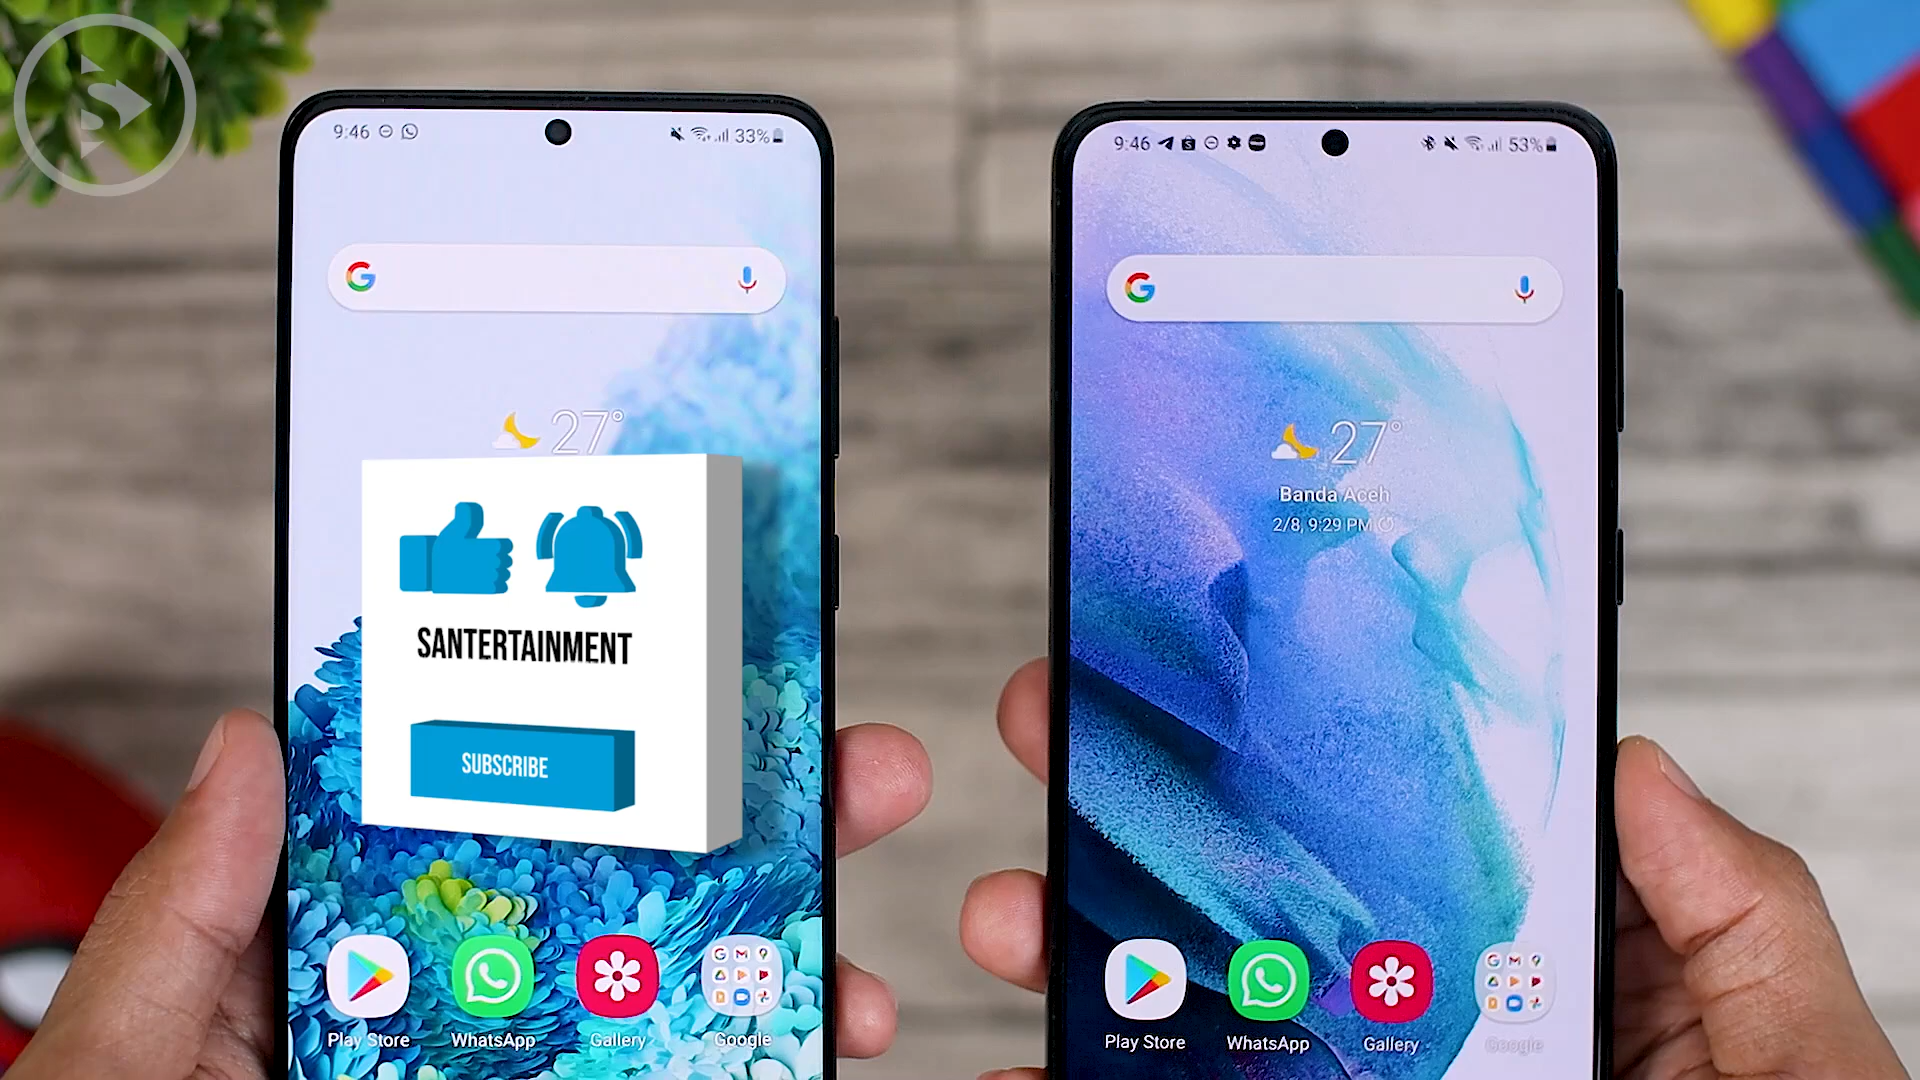 9:46
33%
27°
SANTERTAINMENT
SUBSCRIBE
Play Store
WhatsApp
Gallery
Google
9:46
53%
27°
Banda Aceh
2/8, 9:29 PM
Play Store
WhatsApp
Gallery
Google